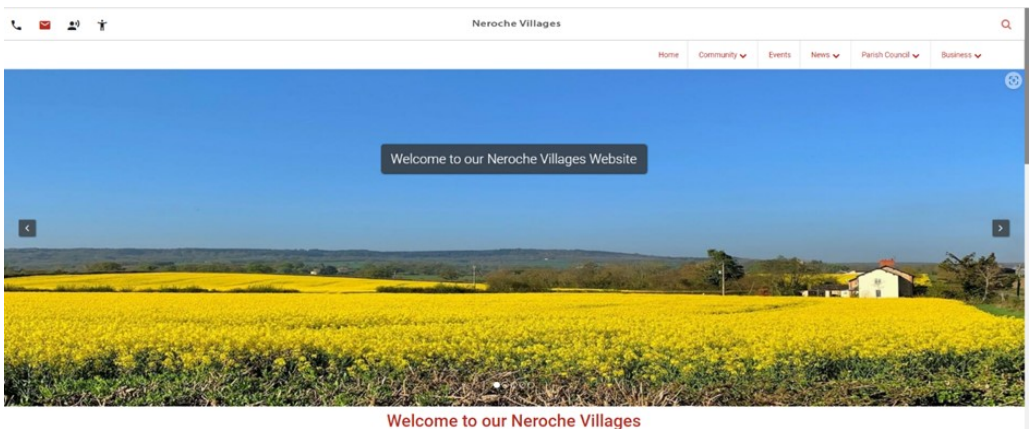 Neroche Villages
Home Community Events News Parish Council Business
Welcome to our Neroche Villages Website
Welcome to our Neroche Villages